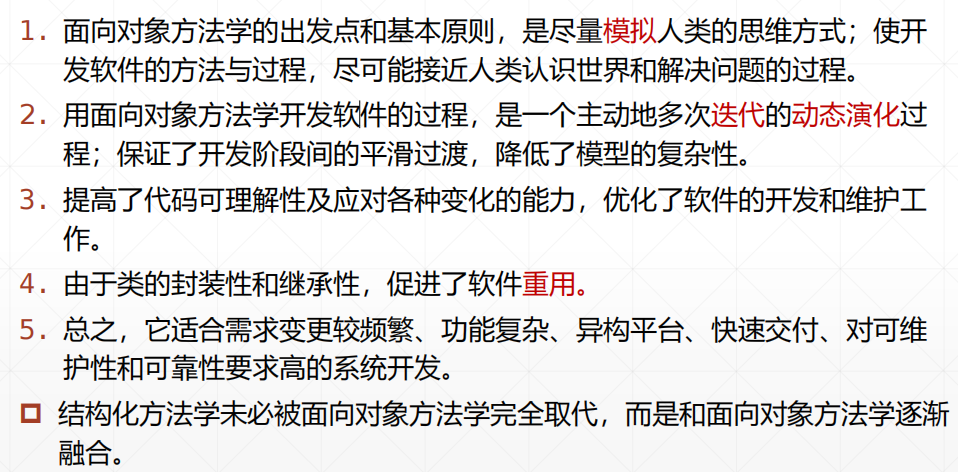 1. 面向对象方法学的出发点和基本原则，是尽量模拟人类的思维方式；使开
发软件的方法与过程，尽可能接近人类认识世界和解决问题的过程。
2. 用面向对象方法学开发软件的过程，是一个主动地多次迭代的动态演化过
程；保证了开发阶段间的平滑过渡，降低了模型的复杂性。
3. 提高了代码可理解性及应对各种变化的能力，优化了软件的开发和维护工
作。
4. 由于类的封装性和继承性，促进了软件重用。
5. 总之，它适合需求变更较频繁、功能复杂、异构平台、快速交付、对可维
护性和可靠性要求高的系统开发。
结构化方法学未必被面向对象方法学完全取代，而是和面向对象方法学逐渐
融合。